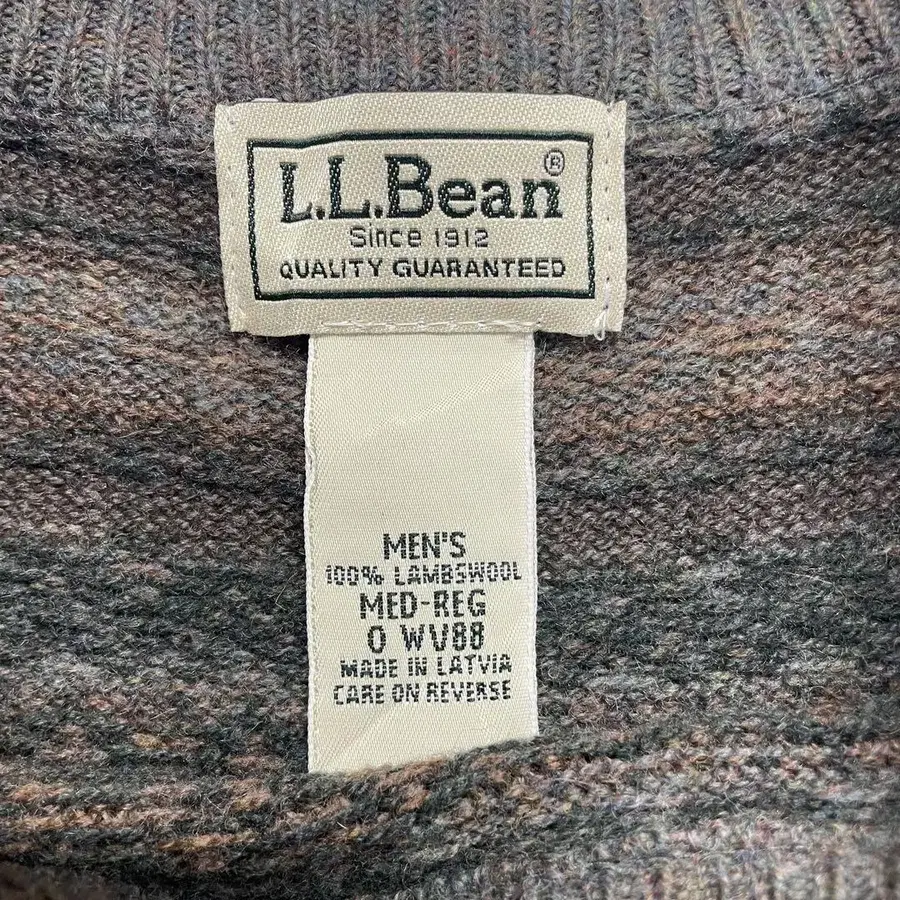 L.L.Bean®
Since 1912
QUALITY GUARANTEED
MEN'S
100% LAMBSWOOL
MED-REG
0 WV88
MADE IN LATVIA
CARE ON REVERSE